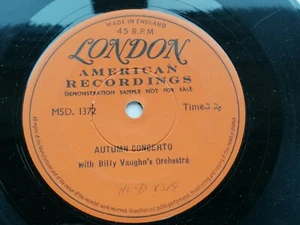 MADE IN ENGLAND
45 R.P.M
LONDON
AMERICAN
RECORDINGS
DEMONSTRATION SAMPLE NOT FOR SALE
MSD. 1372
Time
AUTUMN CONCERTO
with Billy Vaughn's Orchestra